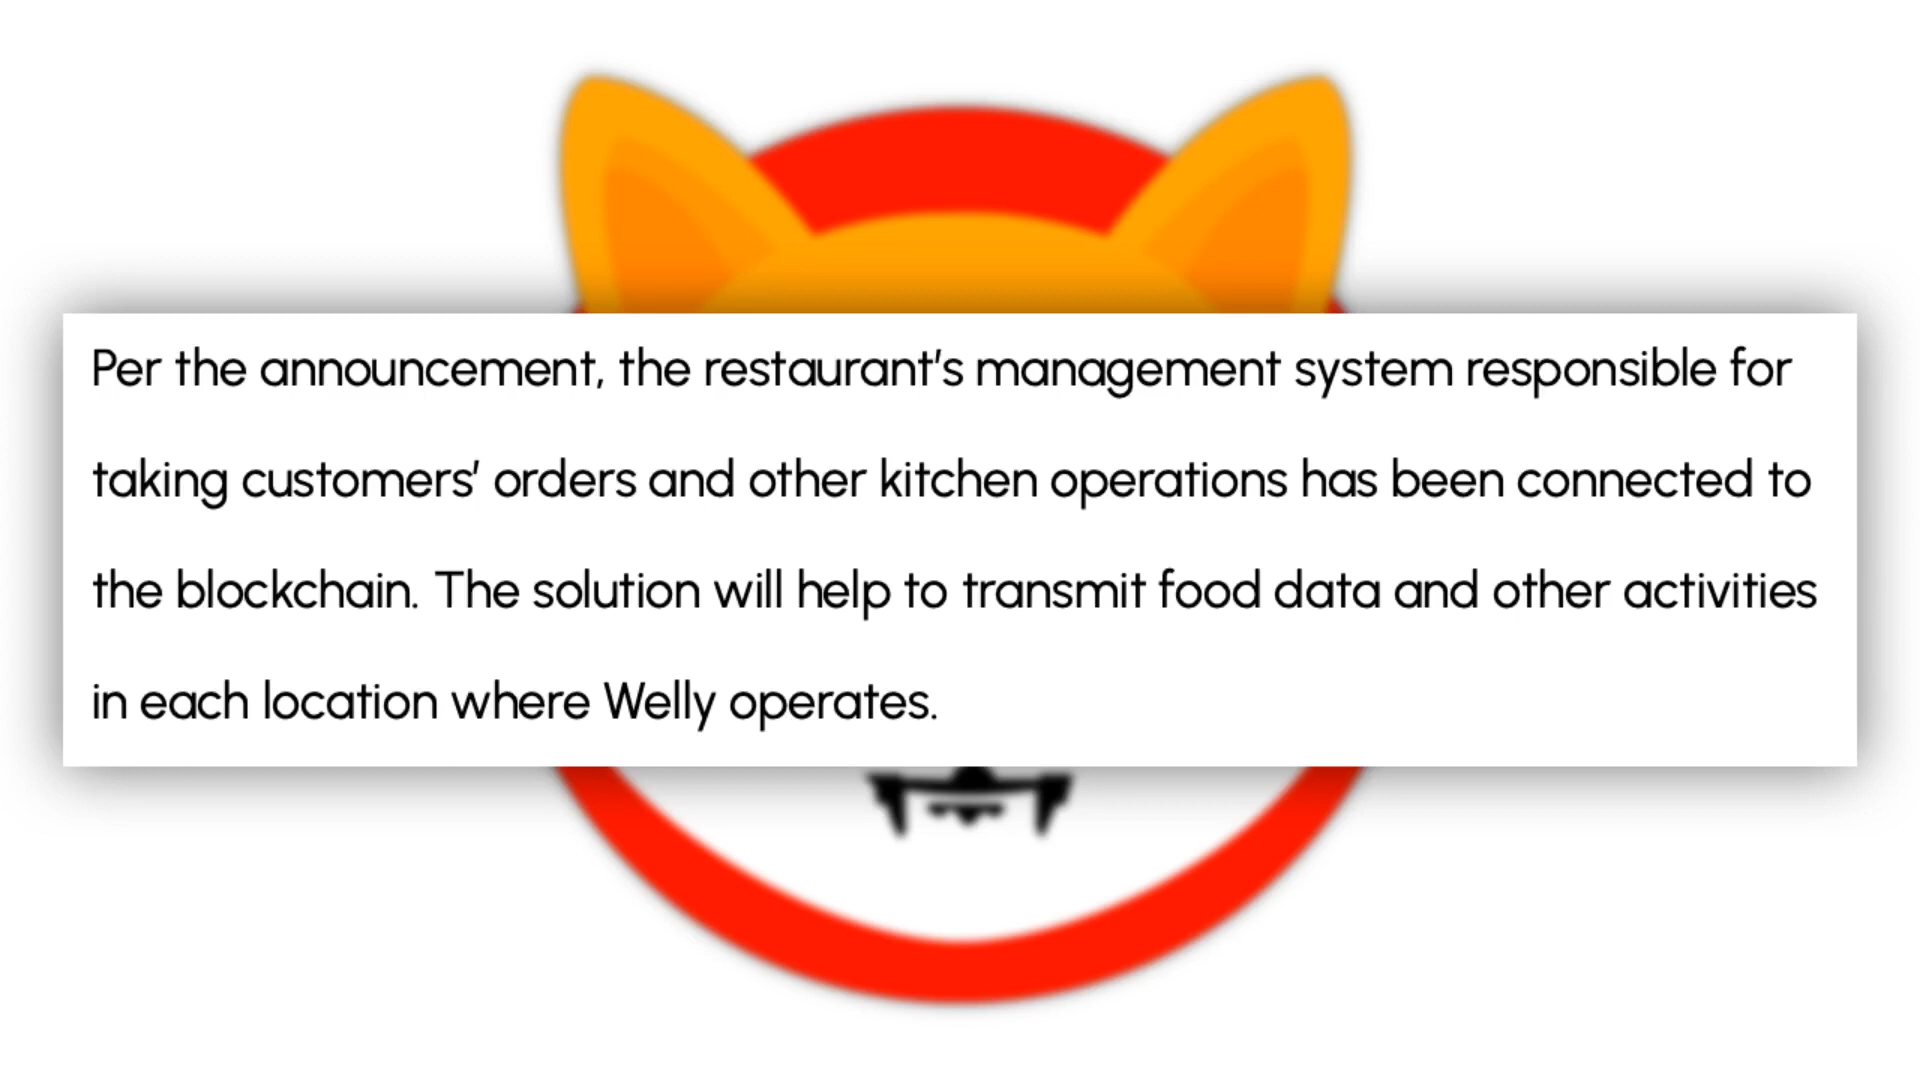 Per the announcement, the restaurant's management system responsible for
taking customers' orders and other kitchen operations has been connected to
the blockchain. The solution will help to transmit food data and other activities
in each location where Welly operates.